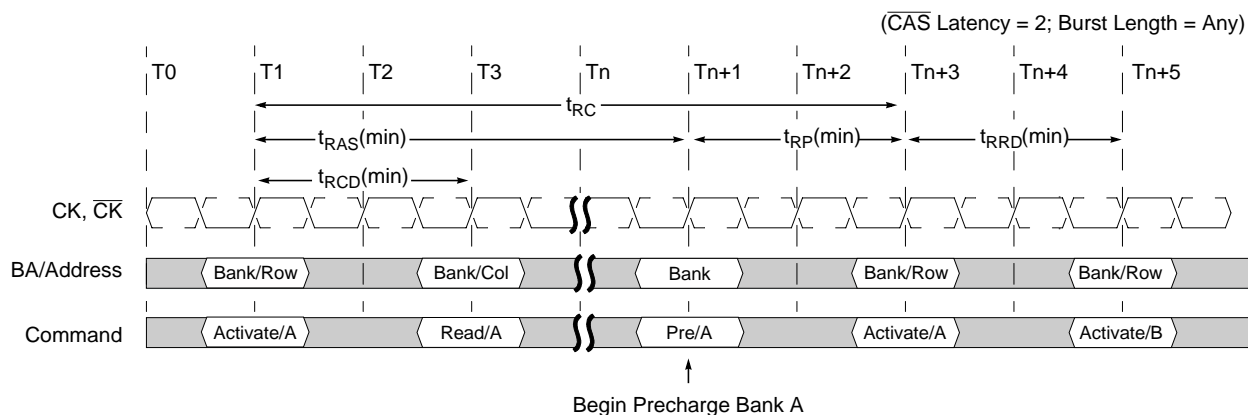 (CAS Latency = 2; Burst Length = Any)
T0 T1 T2 T3 Tn Tn+1 Tn+2 Tn+3 Tn+4 Tn+5
tRC
tRAS(min) tRP(min) tRRD(min)
tRCD(min)
CK, CK
BA/Address Bank/Row Bank/Col Bank Bank/Row Bank/Row
Command Activate/A Read/A Pre/A Activate/A Activate/B
Begin Precharge Bank A